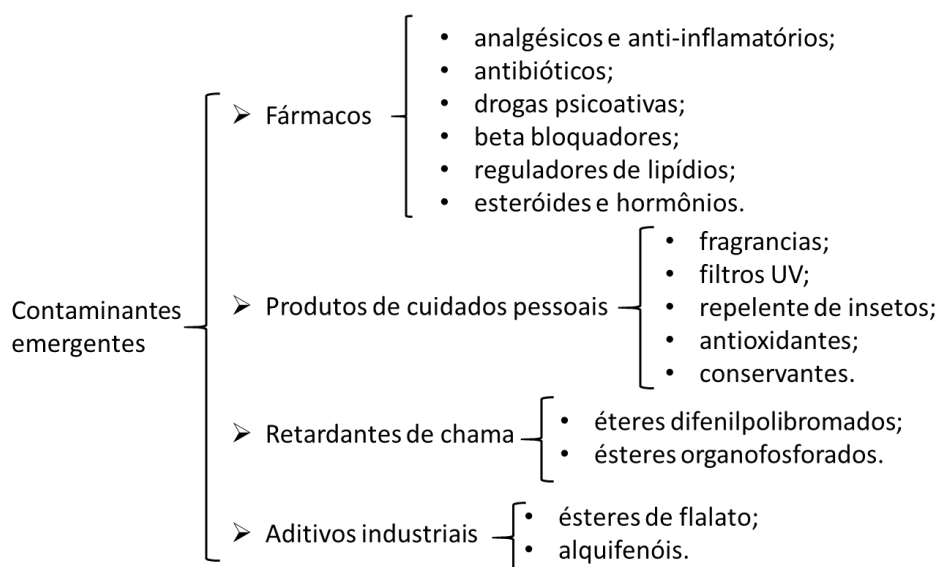 Contaminantes
emergentes
Fármacos
• analgésicos e anti-inflamatórios;
• antibióticos;
• drogas psicoativas;
• beta bloquadores;
• reguladores de lipídios;
• esteróides e hormônios.
Produtos de cuidados pessoais
• fragrancias;
• filtros UV;
• repelente de insetos;
• antioxidantes;
• conservantes.
Retardantes de chama
• éteres difenilpolibromados;
• ésteres organofosforados.
Aditivos industriais
• ésteres de flalato;
• alquifenóis.